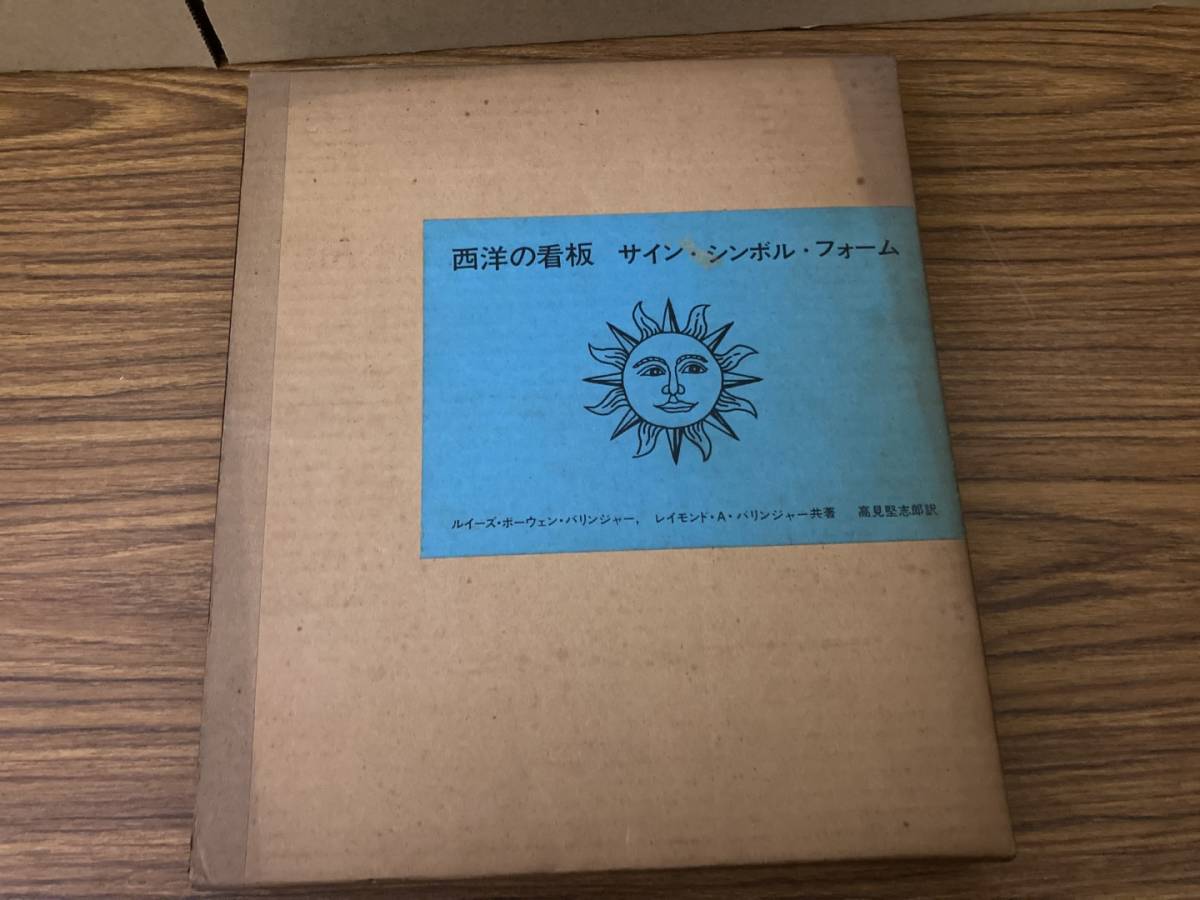 西洋の看板 サイン・シンボル・フォーム
ルイーズ・ボーウェン・バリンジャー, レイモンド・A・バリンジャー共著 高見堅志郎訳